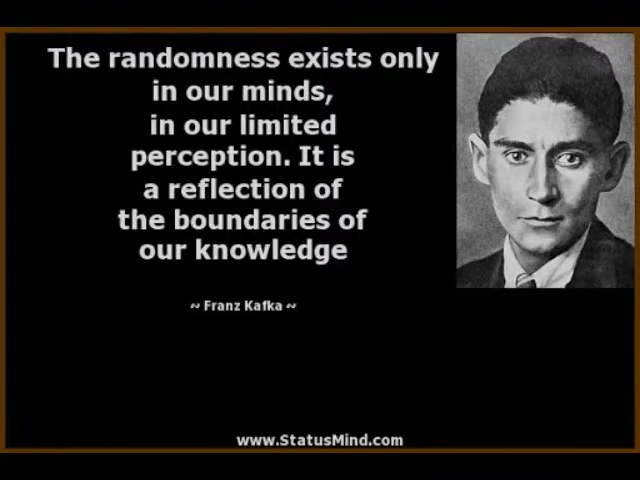 The randomness exists only
in our minds,
in our limited
perception. It is
a reflection of
the boundaries of
our knowledge
~ Franz Kafka ~
www.StatusMind.com